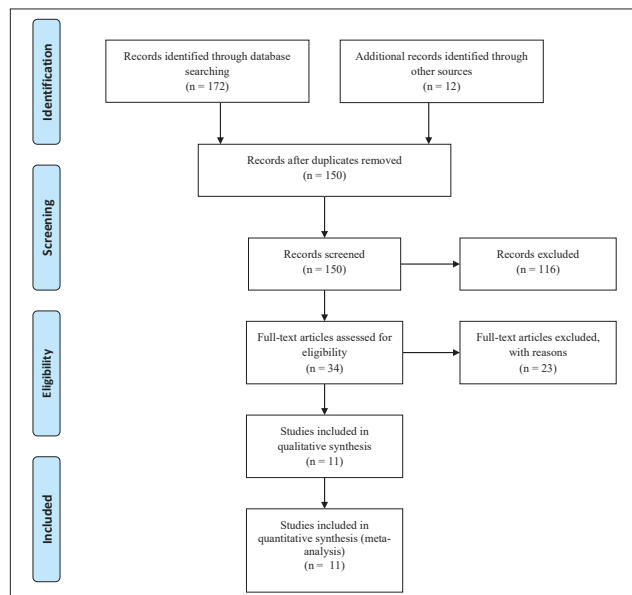 Identification
Records identified through database
searching
(n = 172)
Additional records identified through
other sources
(n = 12)
Records after duplicates removed
(n = 150)
Screening
Records screened
(n = 150)
Records excluded
(n = 116)
Eligibility
Full-text articles assessed for
eligibility
(n = 34)
Full-text articles excluded,
with reasons
(n = 23)
Studies included in
qualitative synthesis
(n = 11)
Included
Studies included in
quantitative synthesis (meta-
analysis)
(n = 11)